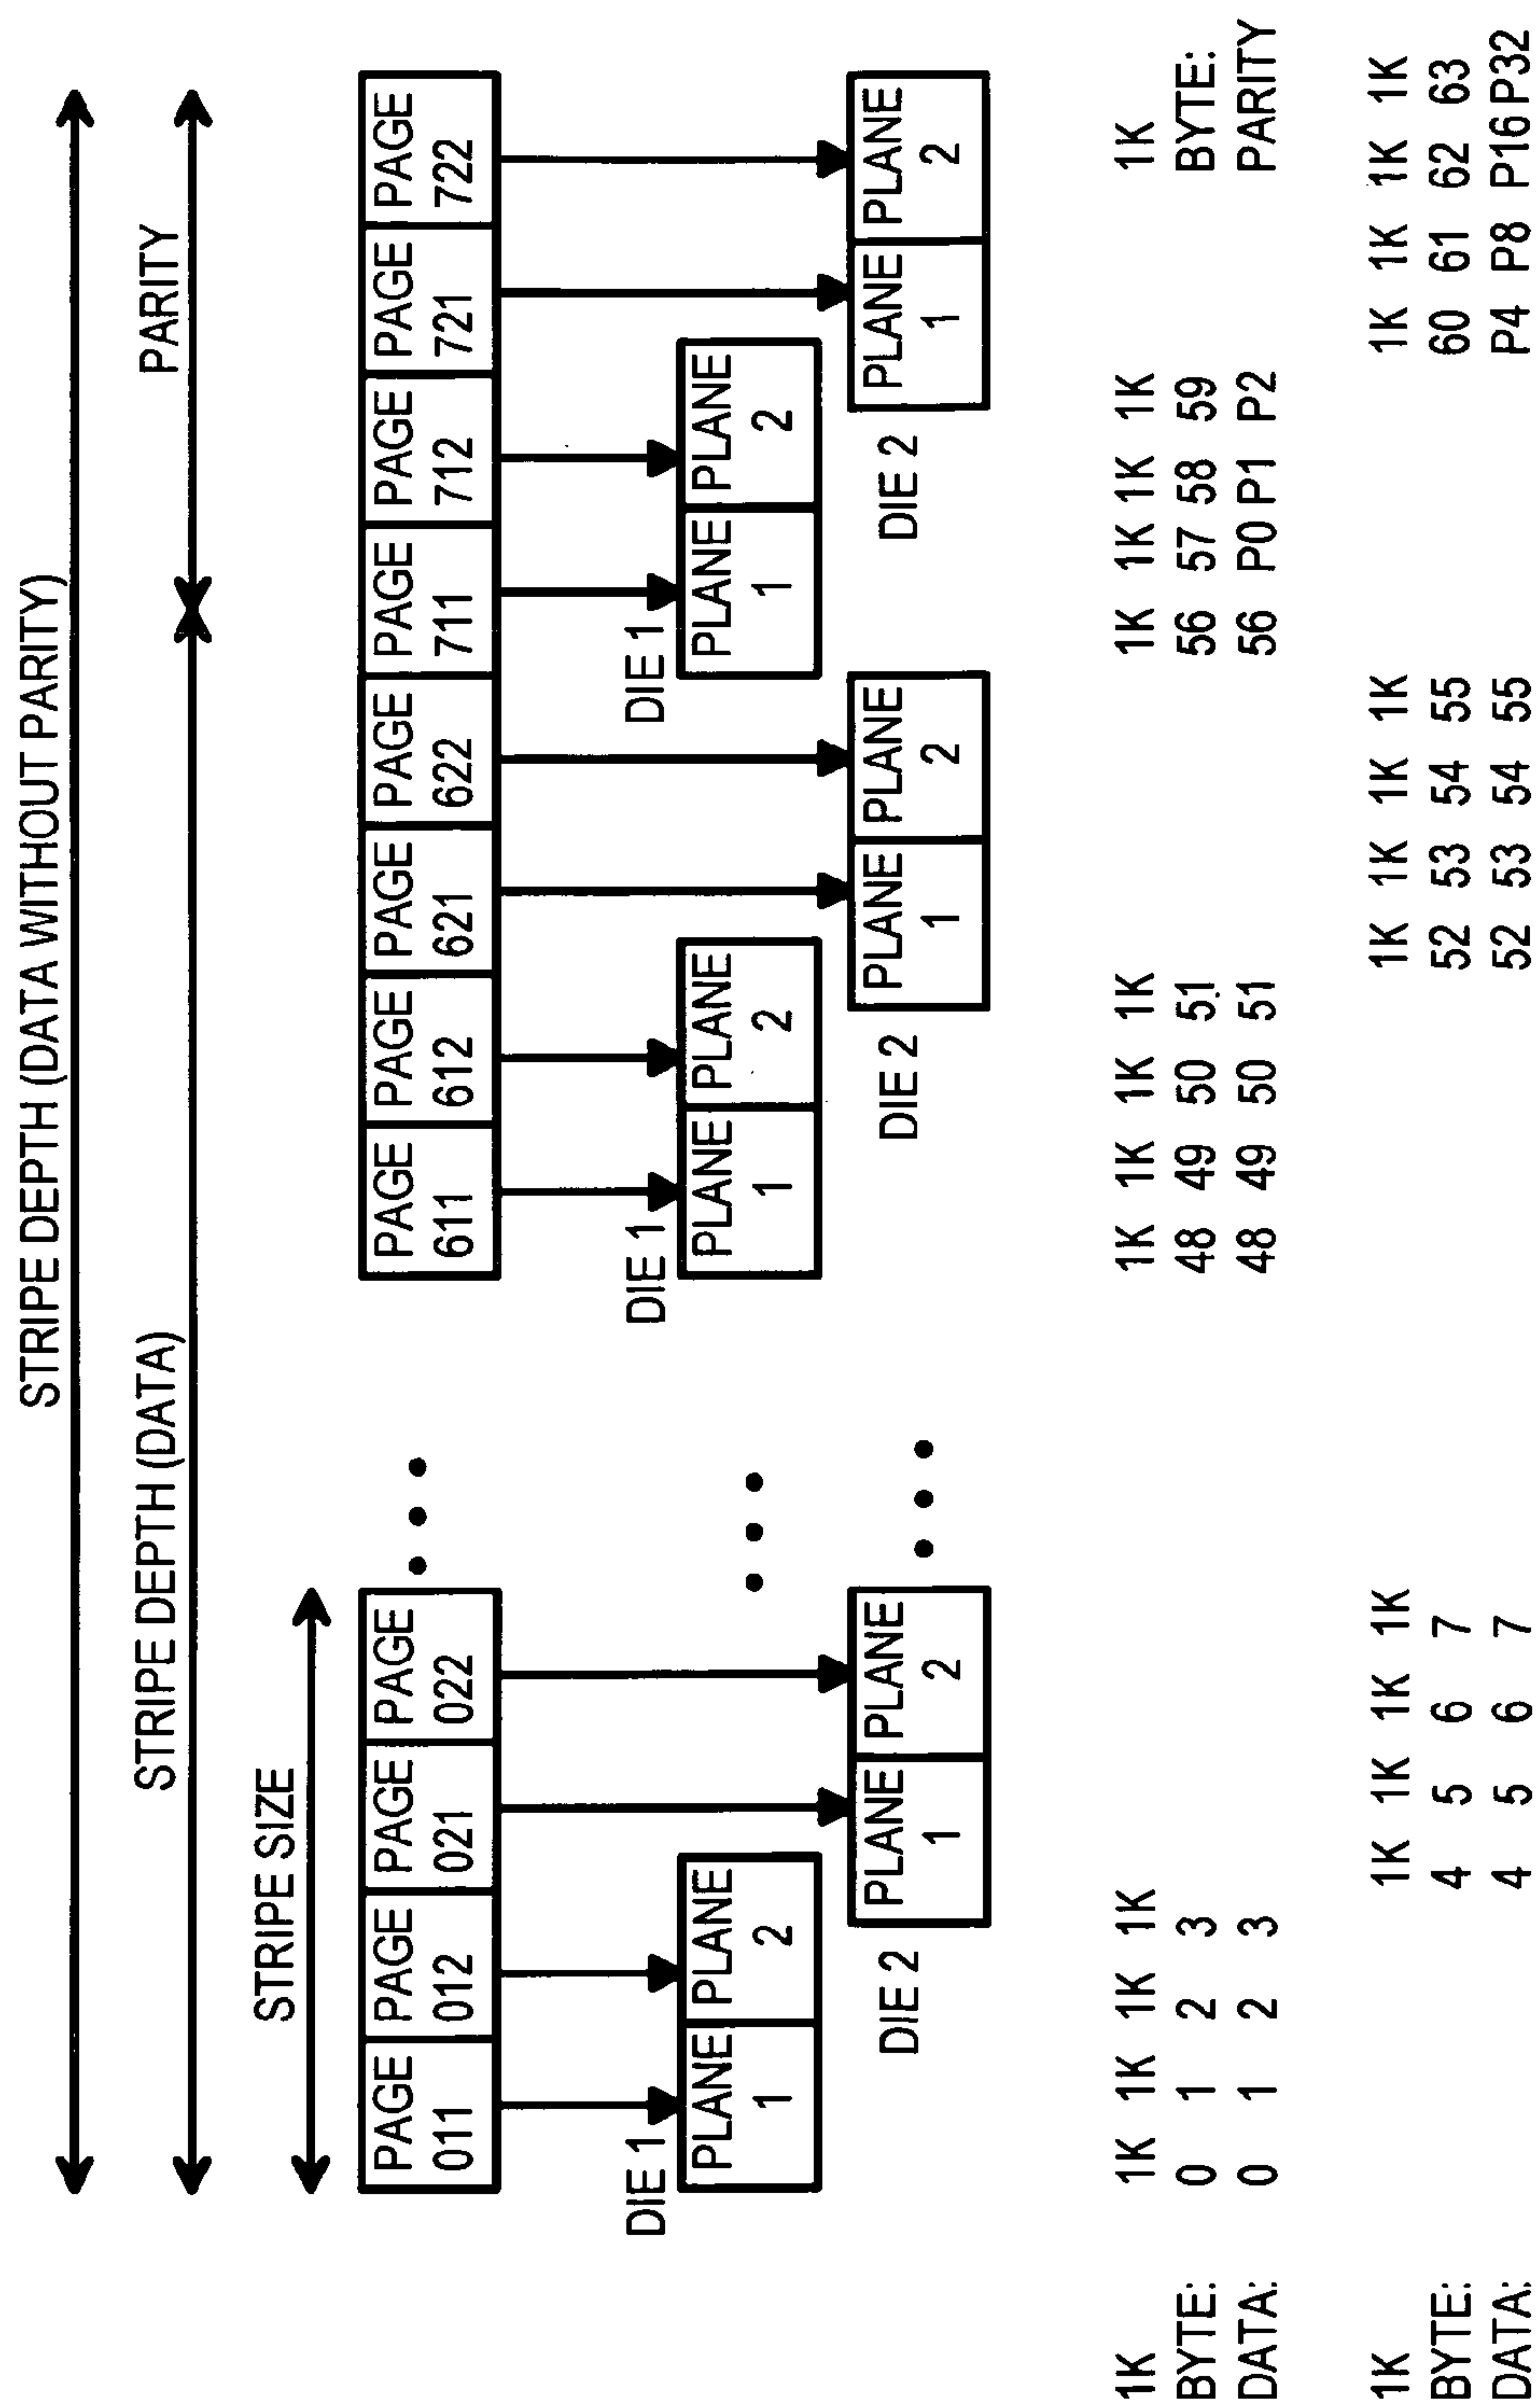 STRIPE DEPTH (DATA WITHOUT PARITY)
STRIPE DEPTH (DATA)
PARITY
STRIPE SIZE
PAGE 011
PAGE 012
PAGE 021
PAGE 022
PAGE 611
PAGE 612
PAGE 621
PAGE 622
PAGE 711
PAGE 712
PAGE 721
PAGE 722
DIE 1
PLANE 1
PLANE 2
DIE 1
PLANE 1
PLANE 2
DIE 1
PLANE 1
PLANE 2
DIE 2
PLANE 1
PLANE 2
DIE 2
PLANE 1
PLANE 2
DIE 2
PLANE 1
PLANE 2
1K 1K 1K 1K 1K 1K 1K 1K 1K 1K 1K 1K 1K 1K
BYTE: 0 1 2 3 48 49 50 51 56 57 58 59 BYTE:
DATA: 0 1 2 3 48 49 50 51 56 P0 P1 P2 PARITY
1K 1K 1K 1K 1K 1K 1K 1K 1K 1K 1K 1K 1K
BYTE: 4 5 6 7 52 53 54 55 60 61 62 63
DATA: 4 5 6 7 52 53 54 55 P4 P8 P16 P32